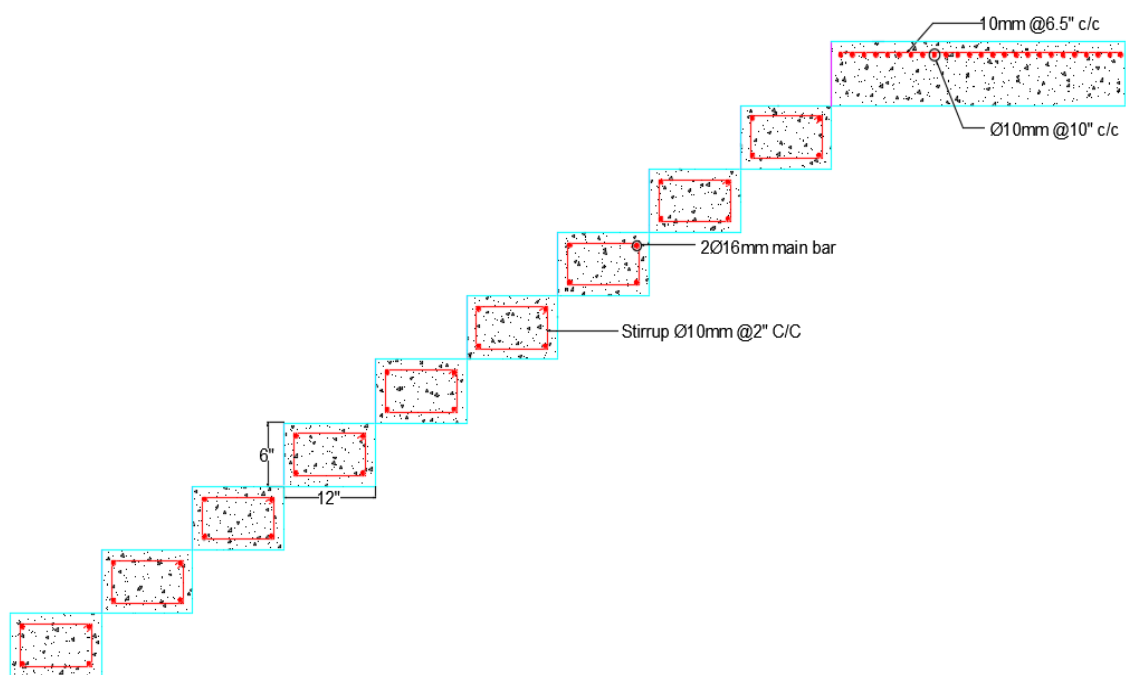 10mm @6.5" c/c
Ø10mm @10" c/c
2Ø16mm main bar
Stirrup Ø10mm @2" C/C
6"
12"